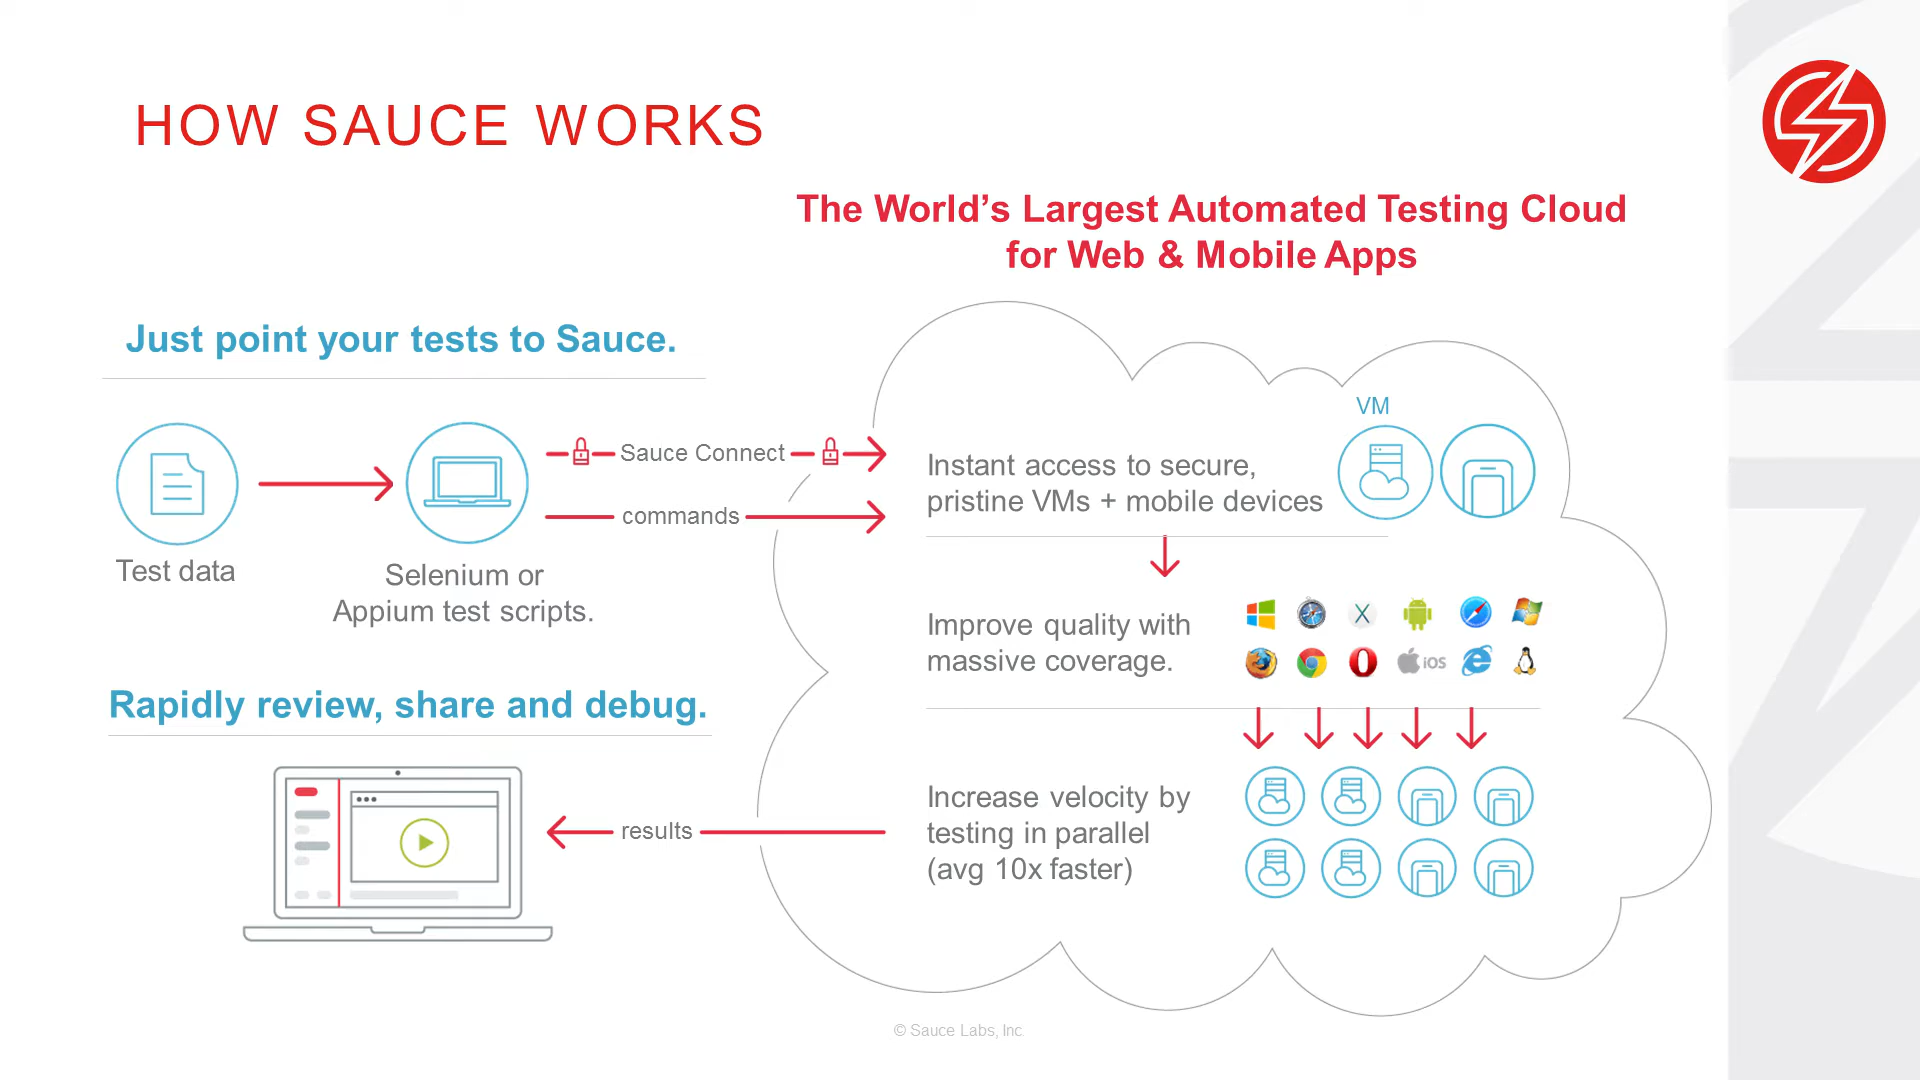 HOW SAUCE WORKS
The World’s Largest Automated Testing Cloud
for Web & Mobile Apps
Just point your tests to Sauce.
Test data
Selenium or
Appium test scripts.
Sauce Connect
commands
VM
Instant access to secure,
pristine VMs + mobile devices
Improve quality with
massive coverage.
X
iOS
Increase velocity by
testing in parallel
(avg 10x faster)
Rapidly review, share and debug.
results
© Sauce Labs, Inc.